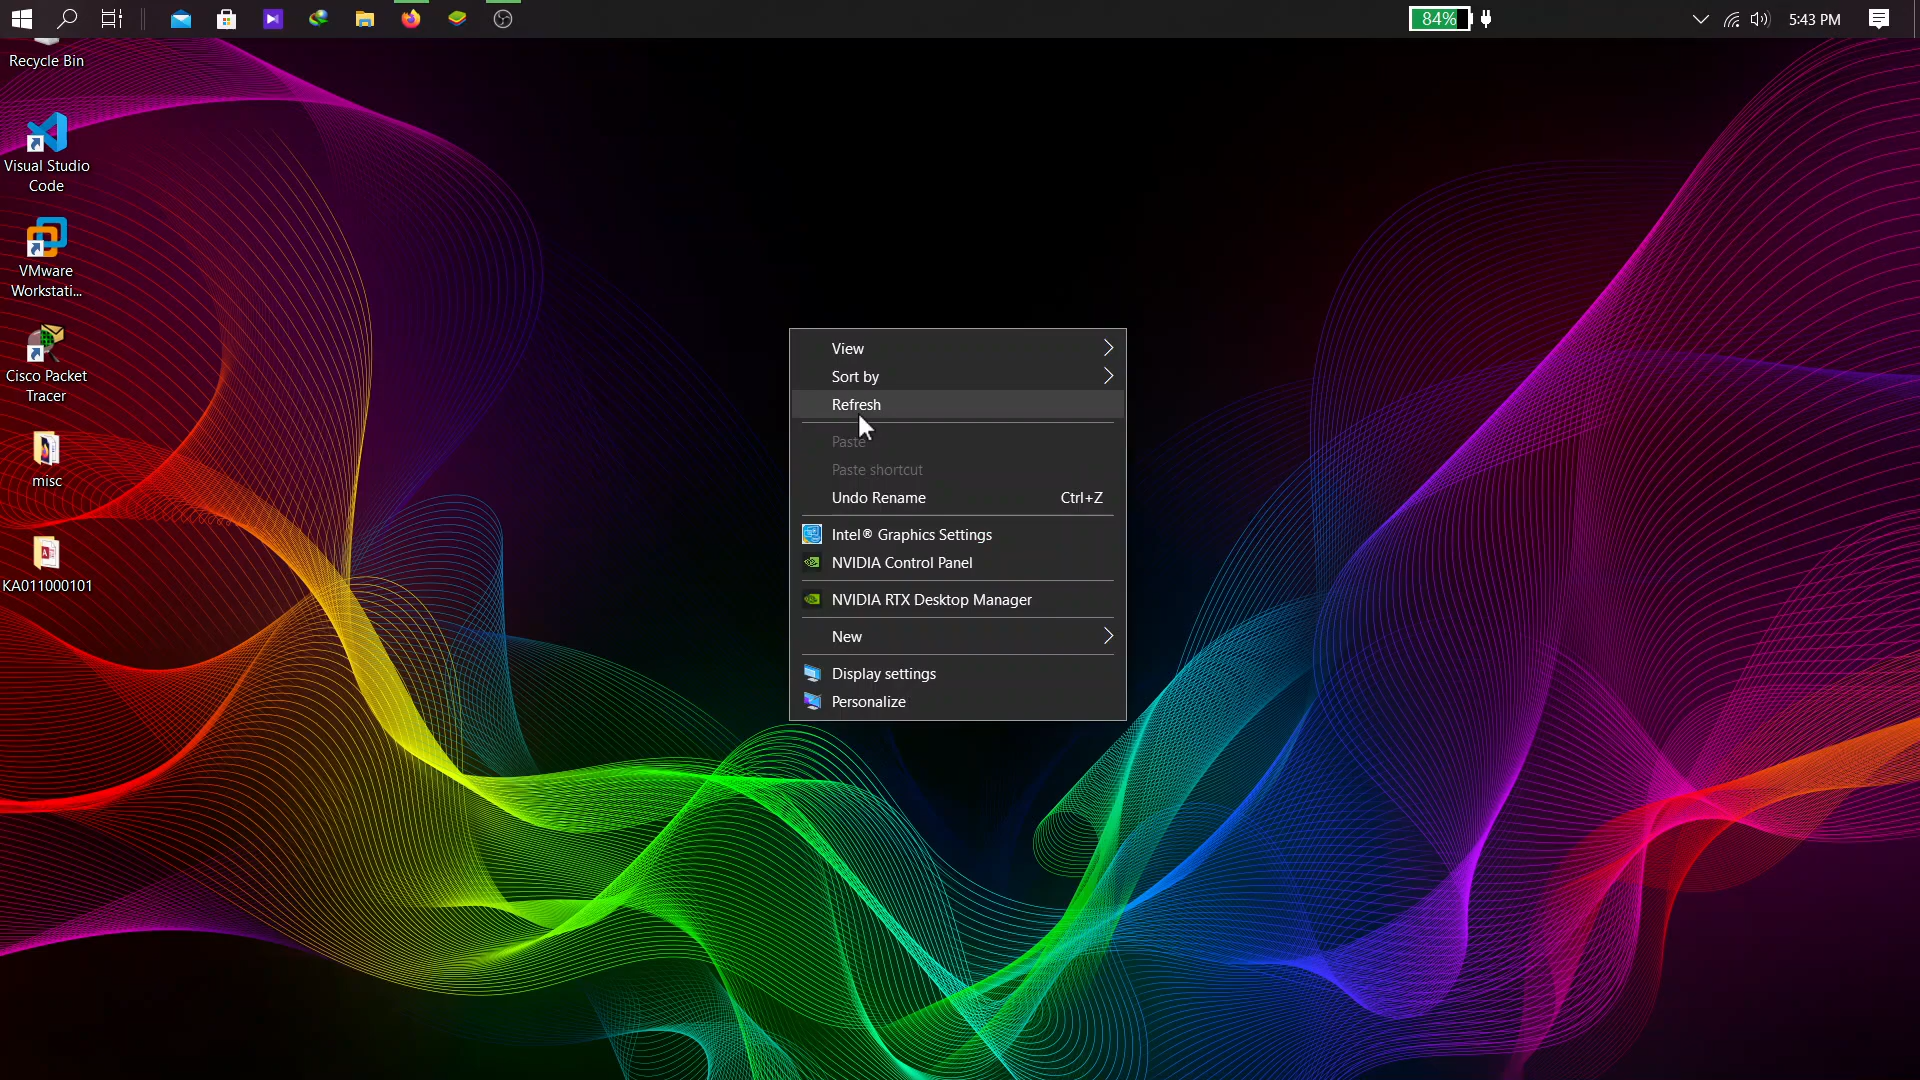 84%
5:43 PM
Recycle Bin
Visual Studio
Code
VMware
Workstati...
Cisco Packet
Tracer
misc
KA011000101
View
Sort by
Refresh
Paste
Paste shortcut
Undo Rename Ctrl+Z
Intel® Graphics Settings
NVIDIA Control Panel
NVIDIA RTX Desktop Manager
New
Display settings
Personalize